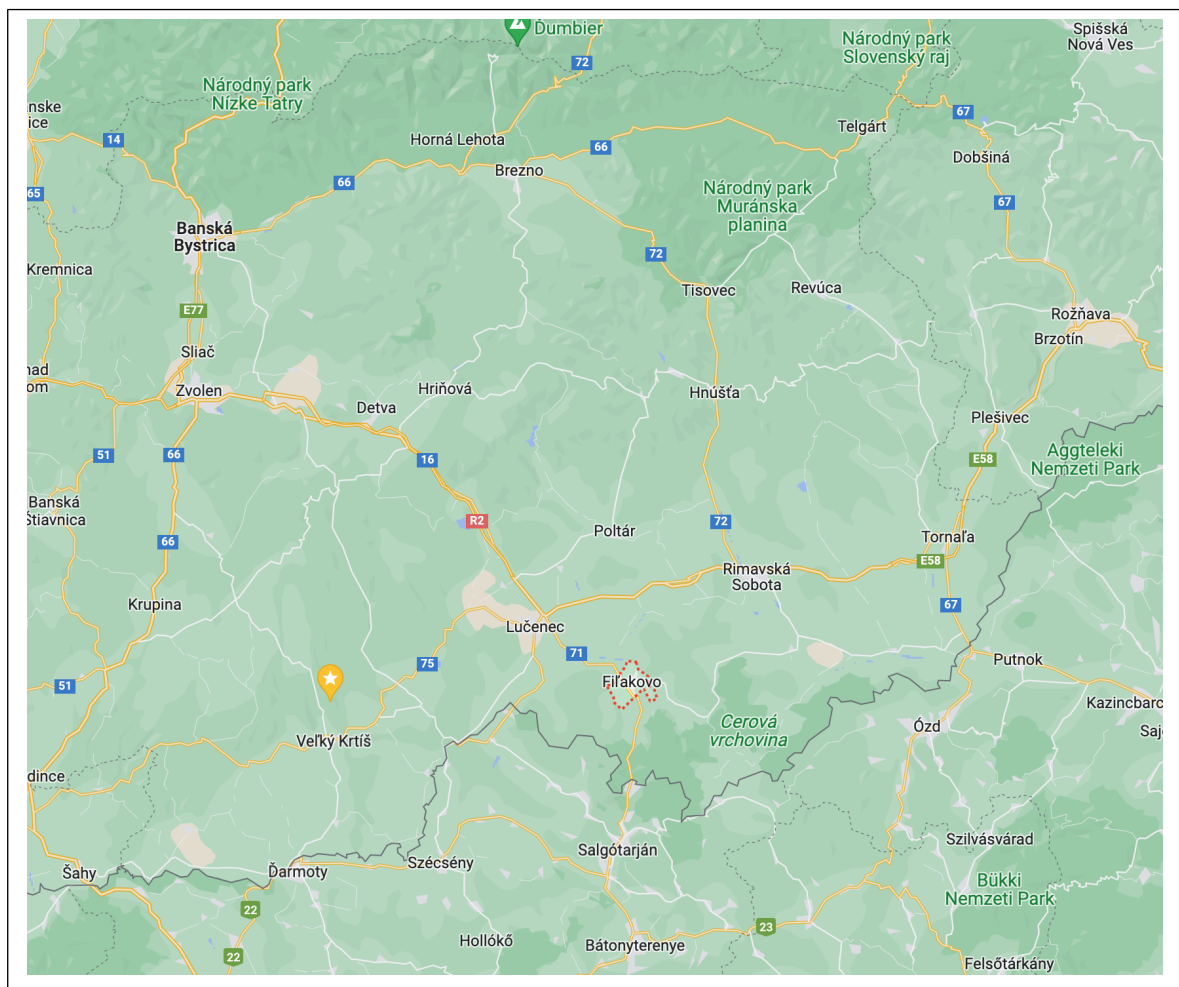 Ďumbier
Národný park
Slovenský raj
Spišská
Nová Ves
72
Národný park
Nízke Tatry
anske
ice
14
67
Telgárt
Horná Lehota
66
Dobšiná
Brezno
66
65
Národný park
Muránska
planina
67
Banská
Bystrica
72
Kremnica
Tisovec
Revúca
E77
Rožňava
Brzotín
Sliač
nad
om
Zvolen
Hriňová
Hnúšťa
Detva
Plešivec
51
66
16
E58
Aggteleki
Nemzeti Park
Banská
Štiavnica
R2
72
Poltár
Tornaľa
66
E58
Rimavská
Sobota
Krupina
67
Lučenec
71
75
Putnok
51
Fiľakovo
Kazincbarc
Cerová
vrchovina
Ózd
Saj
Veľký Krtíš
dince
Szilvásvárad
Salgótarján
Szécsény
Šahy
Ďarmoty
Bükki
Nemzeti Park
22
23
Hollókő
Bátonyterenye
22
Felsőtárkány